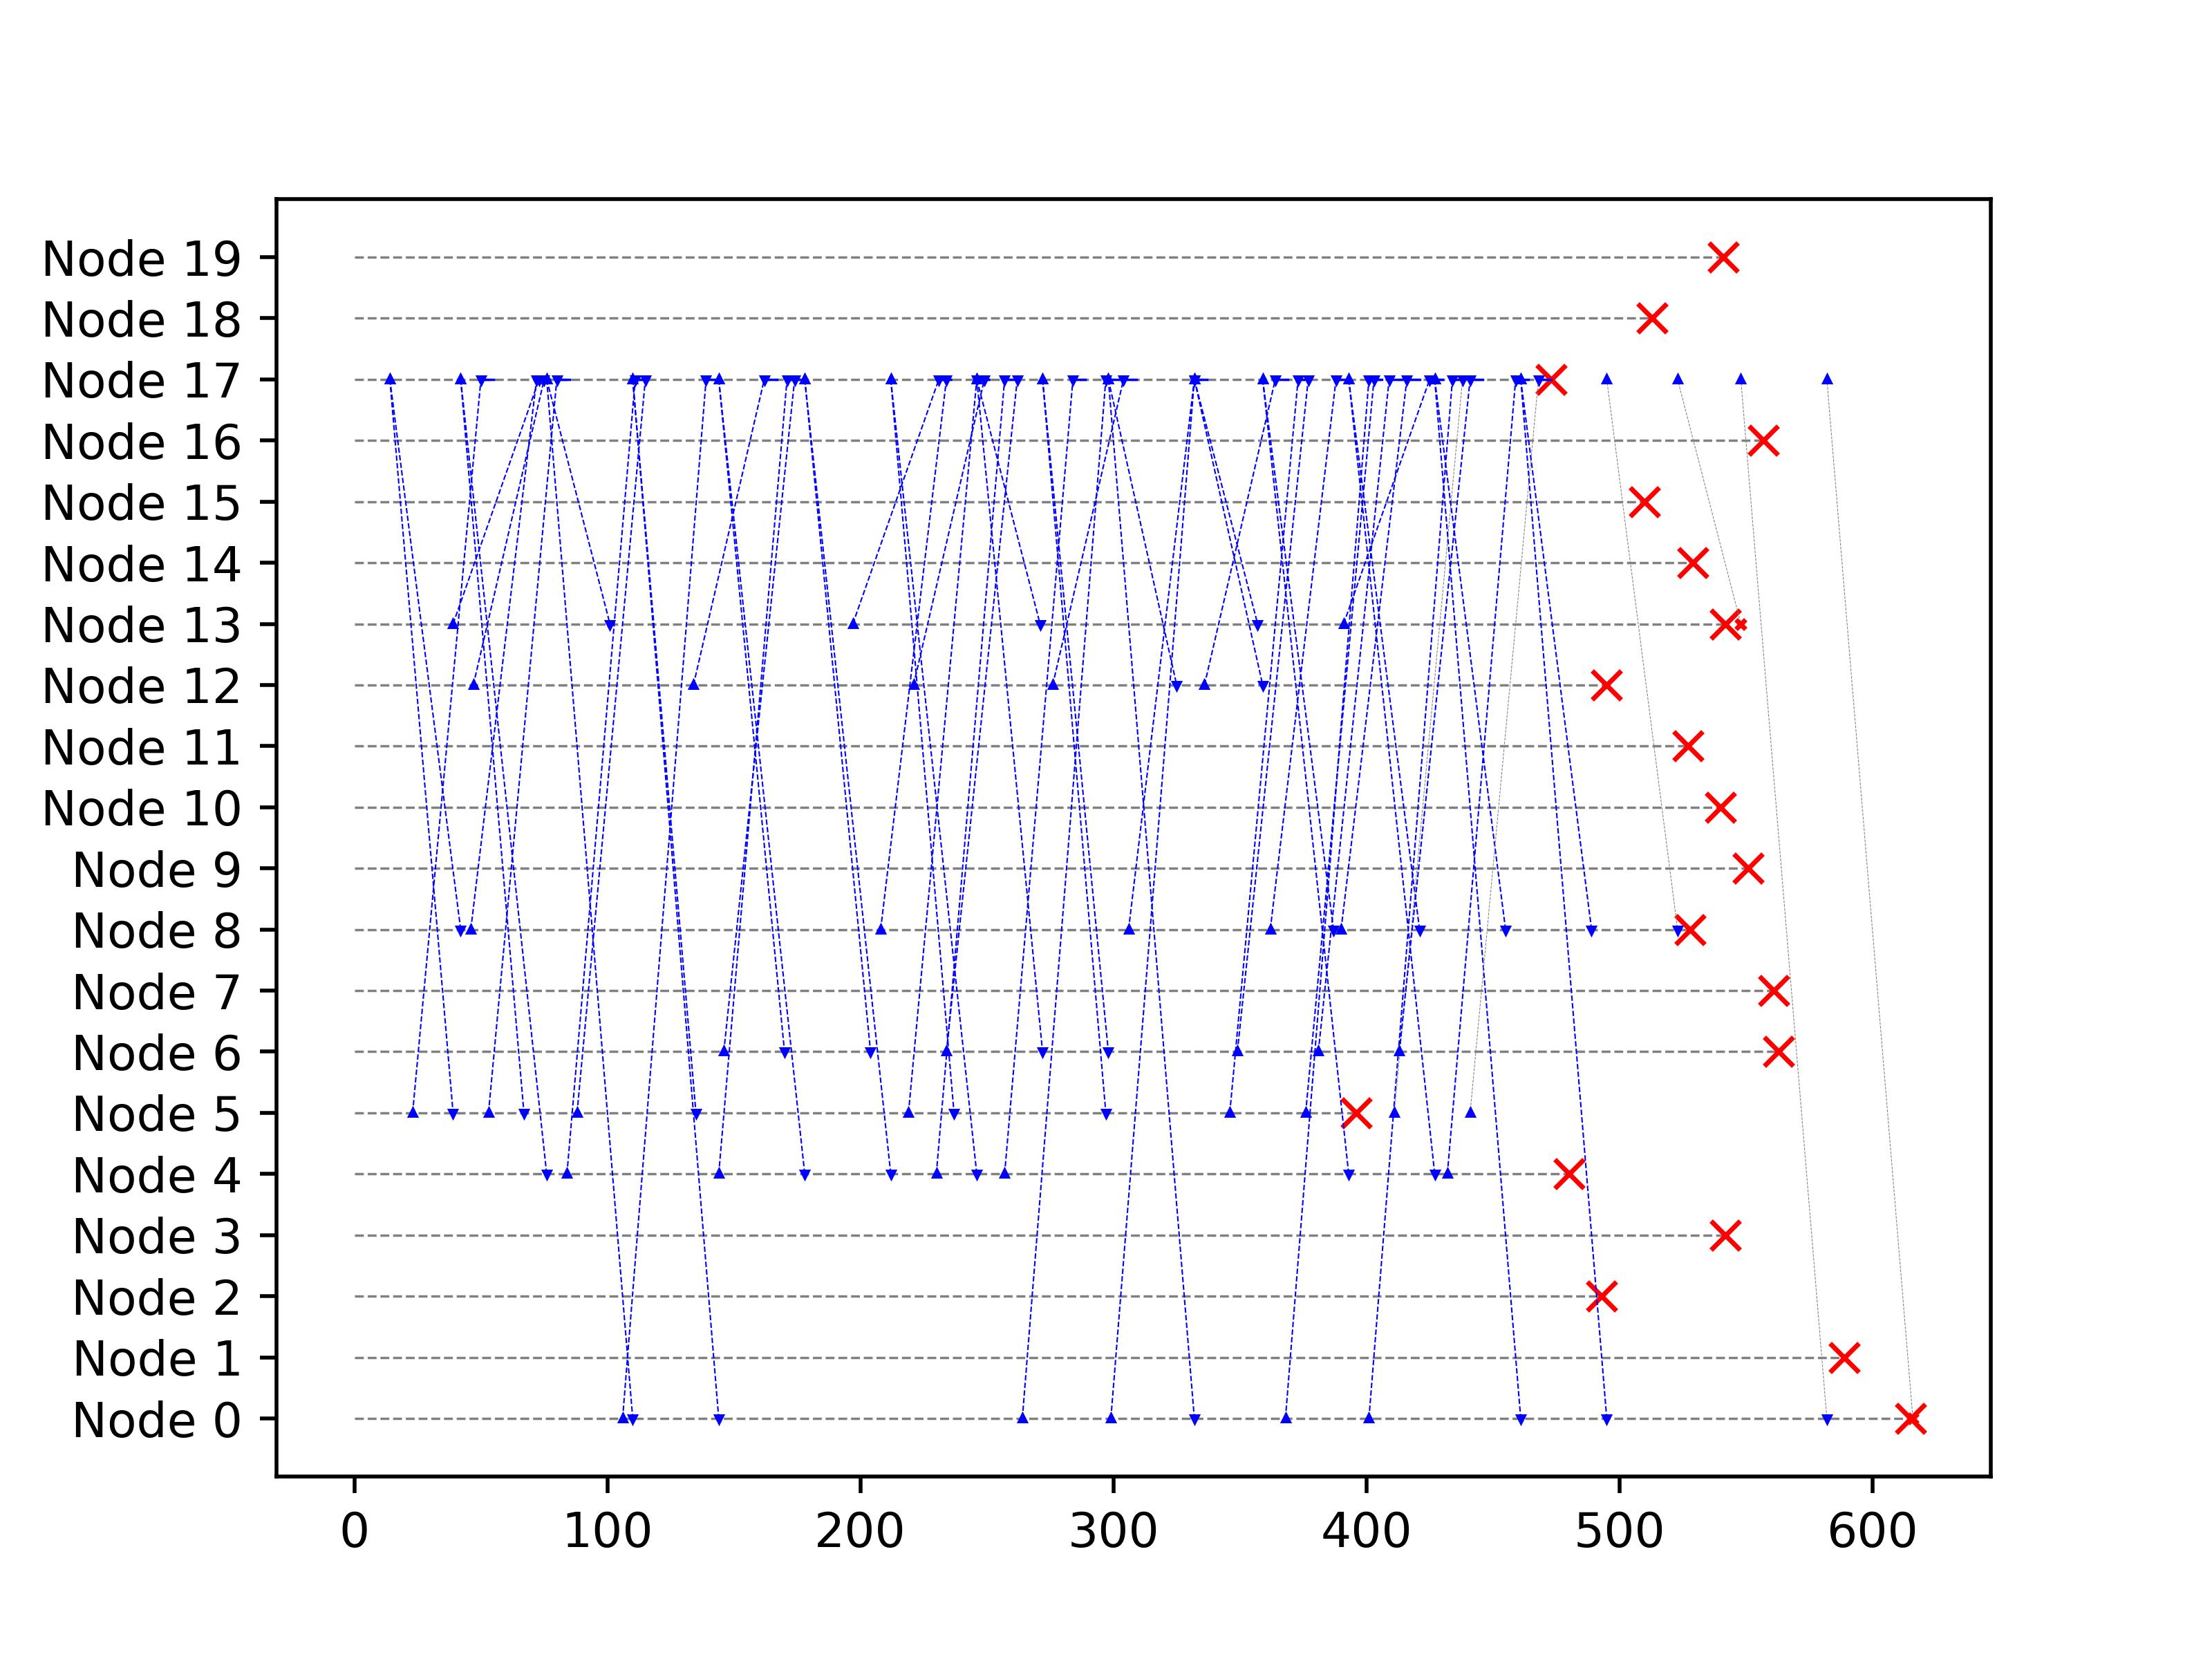 Node 19
Node 18
Node 17
Node 16
Node 15
Node 14
Node 13
Node 12
Node 11
Node 10
Node 9
Node 8
Node 7
Node 6
Node 5
Node 4
Node 3
Node 2
Node 1
Node 0
0 100 200 300 400 500 600